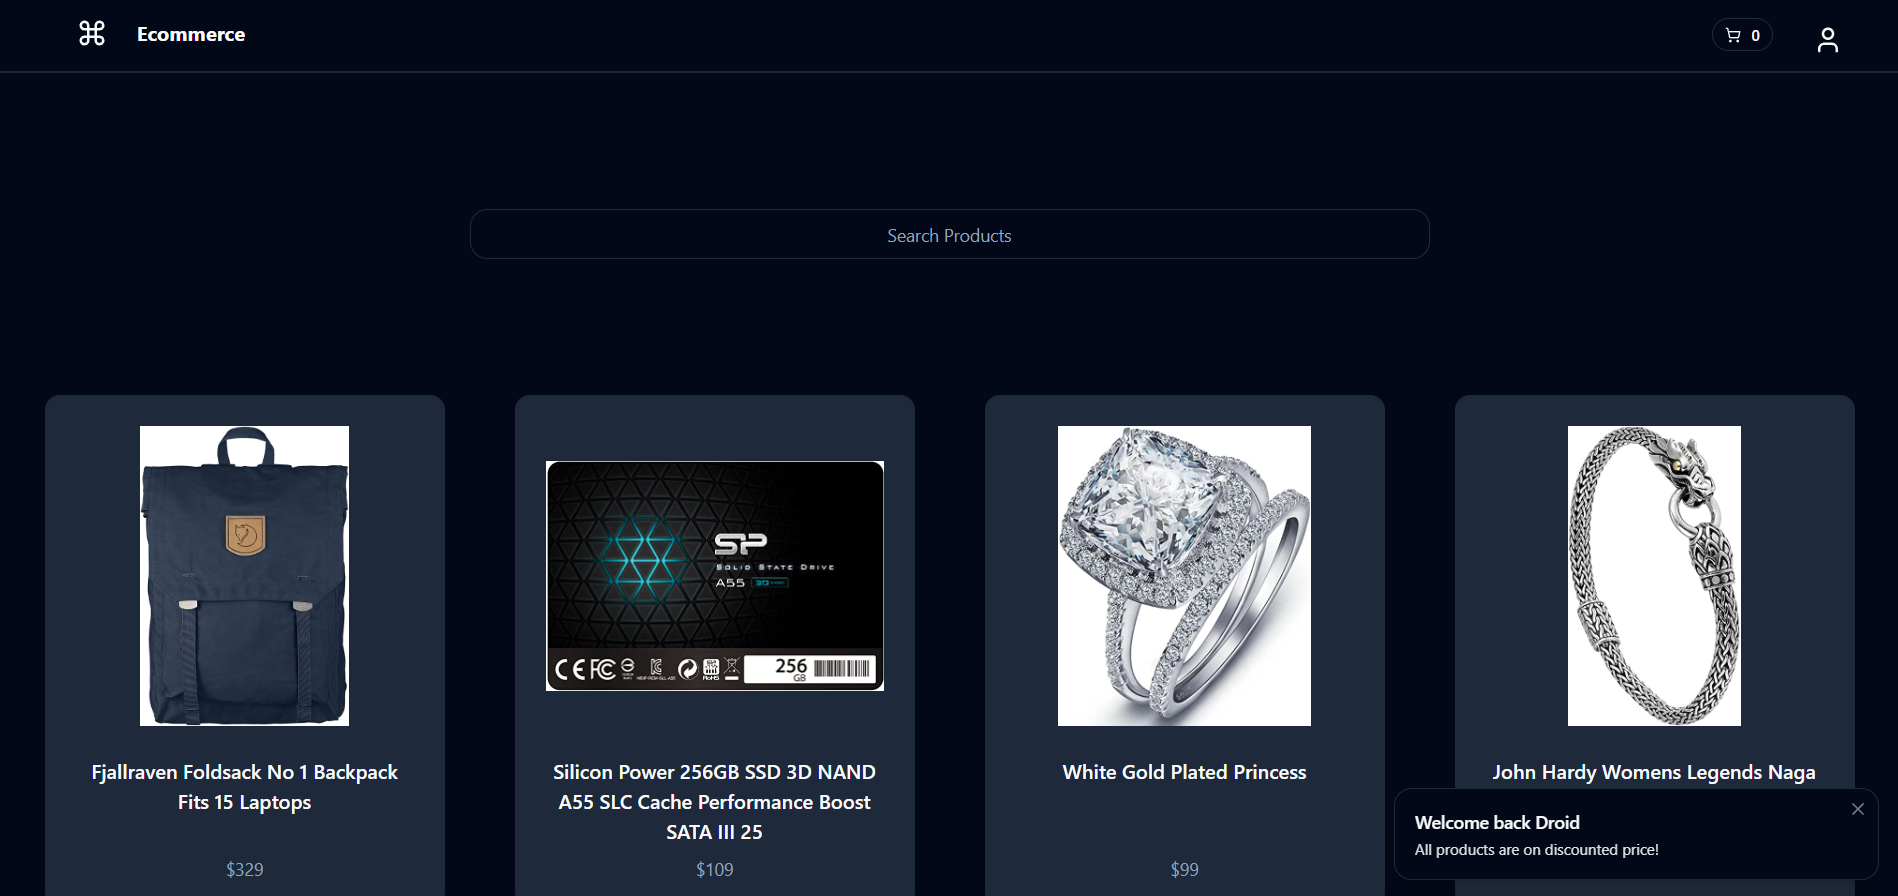 Ecommerce
0
Search Products
SP
SOLID STATE DRIVE
A55 3D
256
GB
Fjallraven Foldsack No 1 Backpack
Fits 15 Laptops
$329
Silicon Power 256GB SSD 3D NAND
A55 SLC Cache Performance Boost
SATA III 25
$109
White Gold Plated Princess
$99
John Hardy Womens Legends Naga
Welcome back Droid
All products are on discounted price!